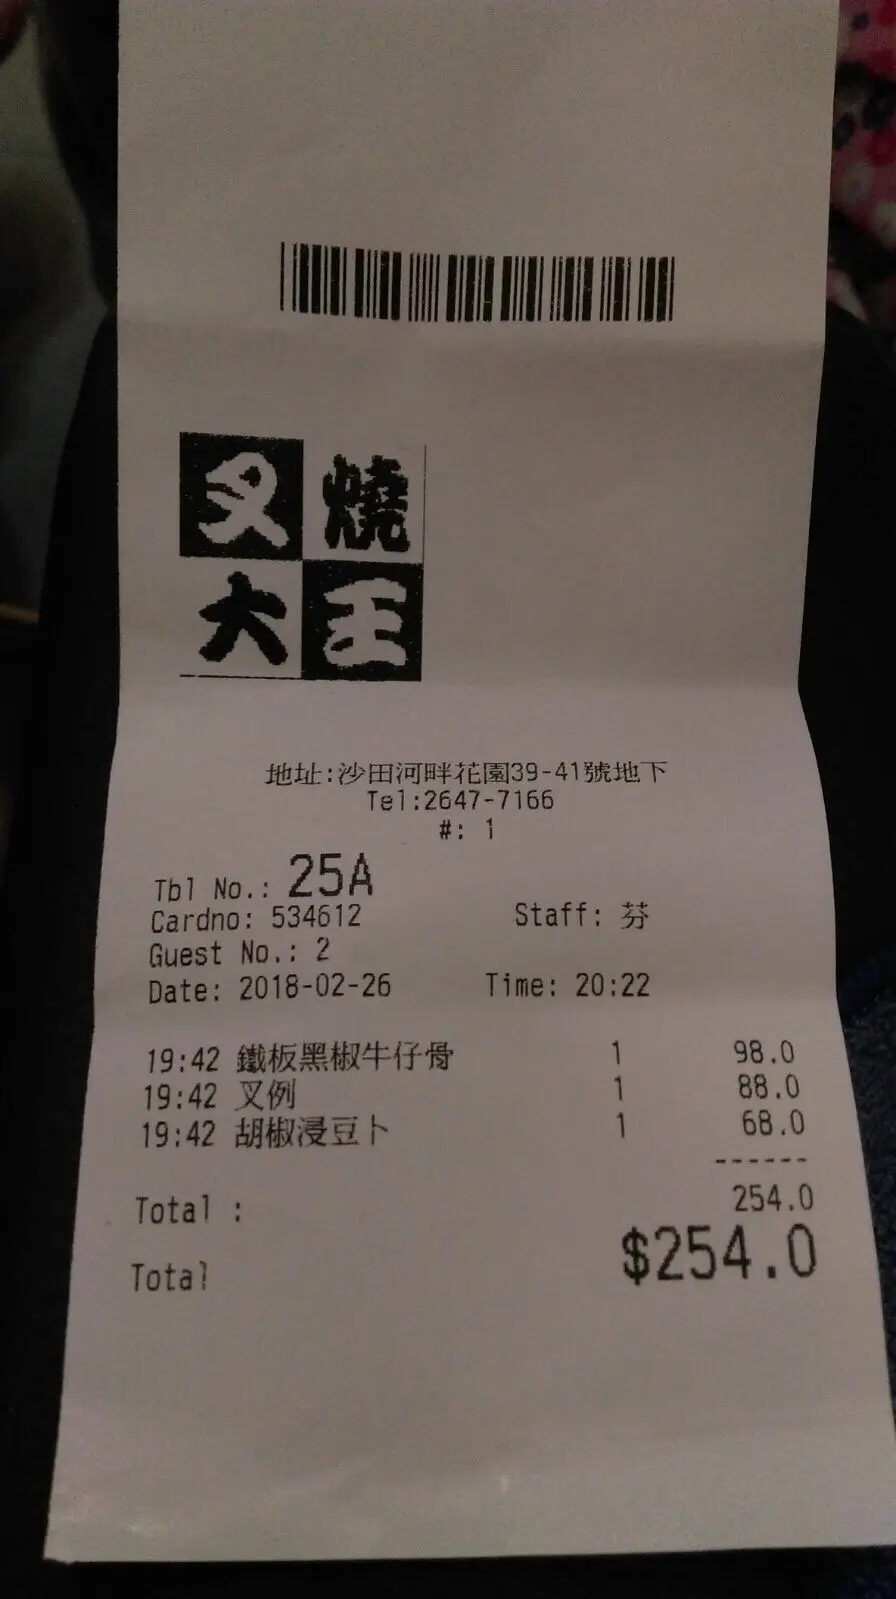 叉燒
大王
地址:沙田河畔花園39-41號地下
Tel:2647-7166
#: 1
Tbl No.: 25A
Cardno: 534612 Staff: 芬
Guest No.: 2
Date: 2018-02-26 Time: 20:22
19:42 鐵板黑椒牛仔骨 1 98.0
19:42 叉例 1 88.0
19:42 胡椒浸豆卜 1 68.0
------
Total : 254.0
Total $254.0